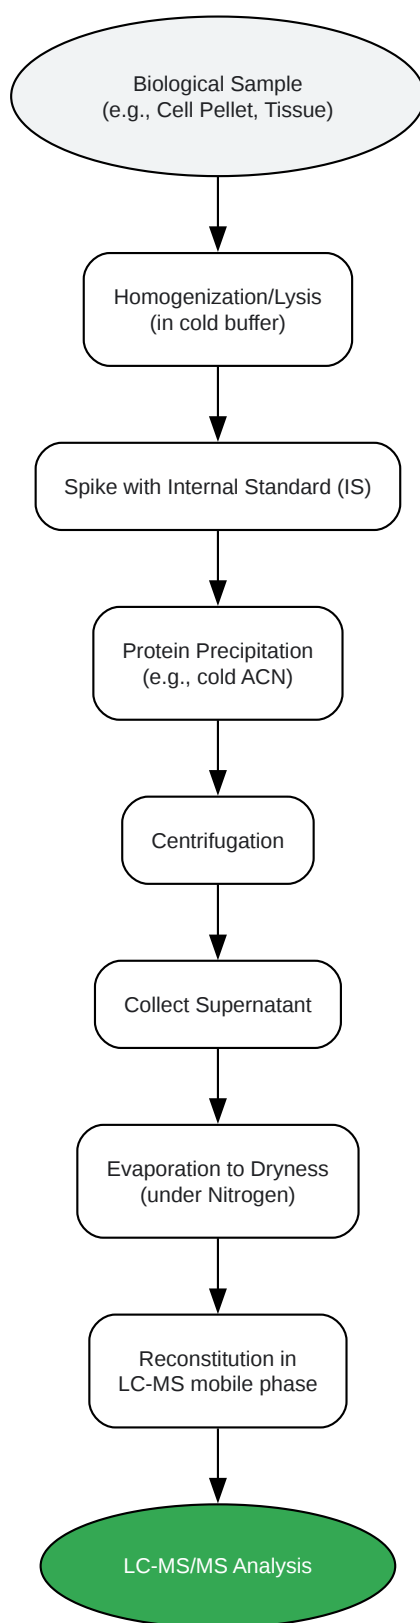 Biological Sample
(e.g., Cell Pellet, Tissue)
Homogenization/Lysis
(in cold buffer)
Spike with Internal Standard (IS)
Protein Precipitation
(e.g., cold ACN)
Centrifugation
Collect Supernatant
Evaporation to Dryness
(under Nitrogen)
Reconstitution in
LC-MS mobile phase
LC-MS/MS Analysis